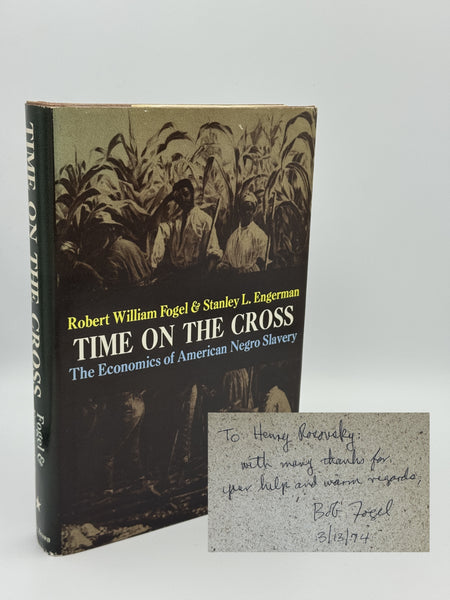 TIME ON THE CROSS Fogel &
Robert William Fogel & Stanley L. Engerman
TIME ON THE CROSS
The Economics of American Negro Slavery
To Henry Rosovsky
with many thanks for
your help and warm regards,
Bob Fogel
3/13/74